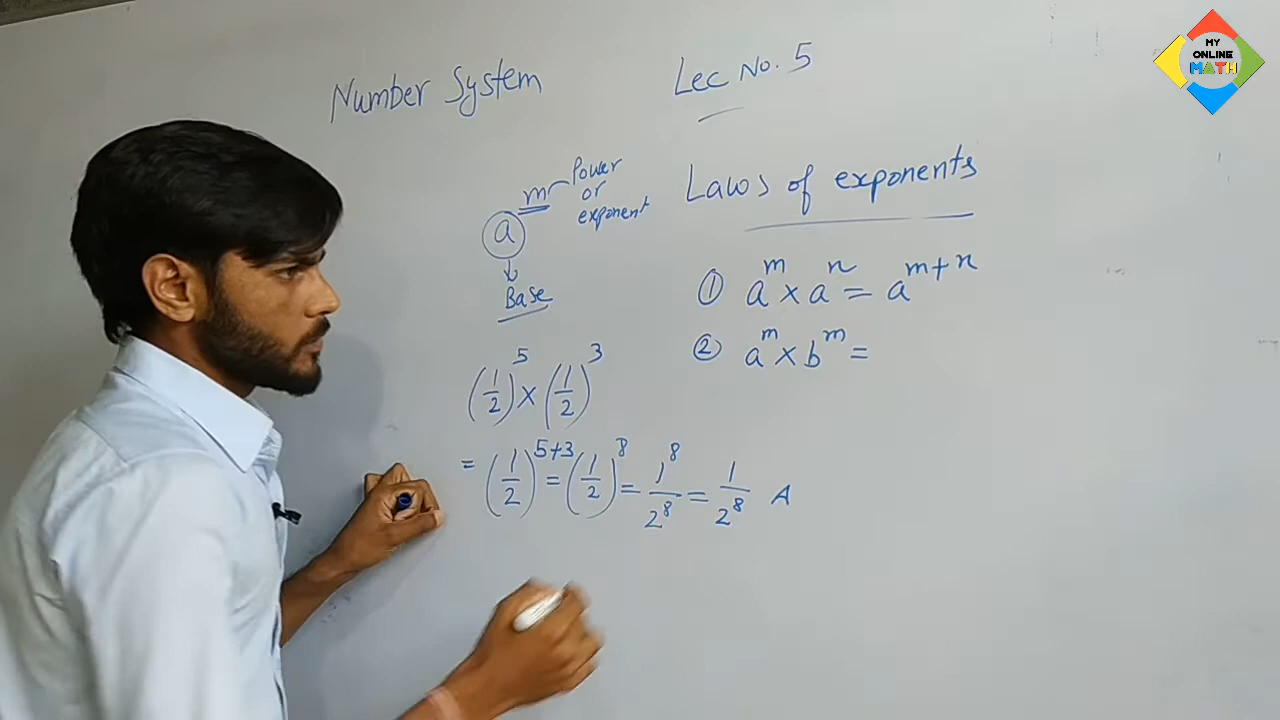 MY
ONLINE
MATH
Number System
Lec No. 5
m Power
or
exponent
a
Base
Laws of exponents
① a^m × a^n = a^(m+n)
② a^m × b^m =
(1/2)^5 × (1/2)^3
= (1/2)^(5+3) = (1/2)^8 = 1^8/2^8 = 1/2^8 A